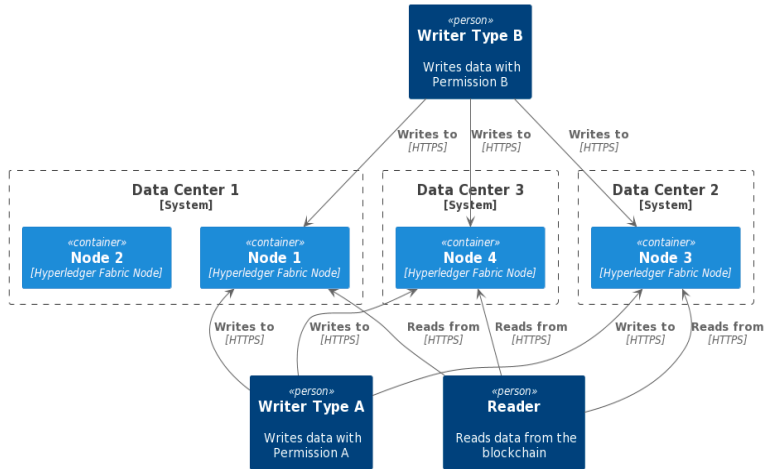 «person»
Writer Type B
Writes data with
Permission B
Writes to
[HTTPS]
Writes to
[HTTPS]
Writes to
[HTTPS]
Data Center 1
[System]
Data Center 3
[System]
Data Center 2
[System]
«container»
Node 2
[Hyperledger Fabric Node]
«container»
Node 1
[Hyperledger Fabric Node]
«container»
Node 4
[Hyperledger Fabric Node]
«container»
Node 3
[Hyperledger Fabric Node]
Writes to
[HTTPS]
Writes to
[HTTPS]
Reads from
[HTTPS]
Reads from
[HTTPS]
Writes to
[HTTPS]
Reads from
[HTTPS]
«person»
Writer Type A
Writes data with
Permission A
«person»
Reader
Reads data from the
blockchain